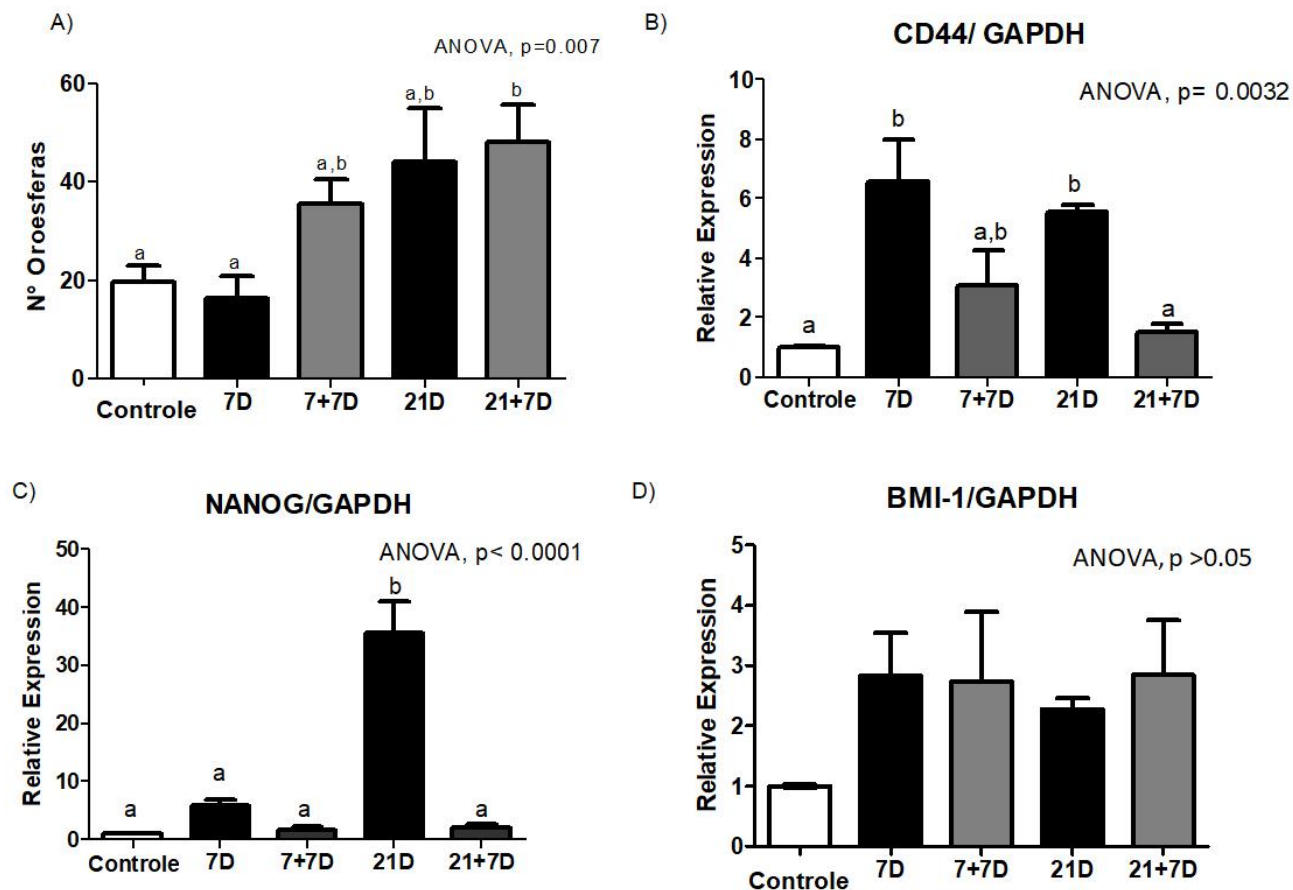 A)
ANOVA, p=0.007
60
40
20
0
N° Oroesferas
a
a
a,b
a,b
b
Controle
7D
7+7D
21D
21+7D
B)
CD44/ GAPDH
ANOVA, p= 0.0032
10
8
6
4
2
0
Relative Expression
a
b
a,b
b
a
Controle
7D
7+7D
21D
21+7D
C)
NANOG/GAPDH
ANOVA, p< 0.0001
50
40
30
20
10
0
Relative Expression
a
a
a
b
a
Controle
7D
7+7D
21D
21+7D
D)
BMI-1/GAPDH
ANOVA, p >0.05
5
4
3
2
1
0
Relative Expression
Controle
7D
7+7D
21D
21+7D